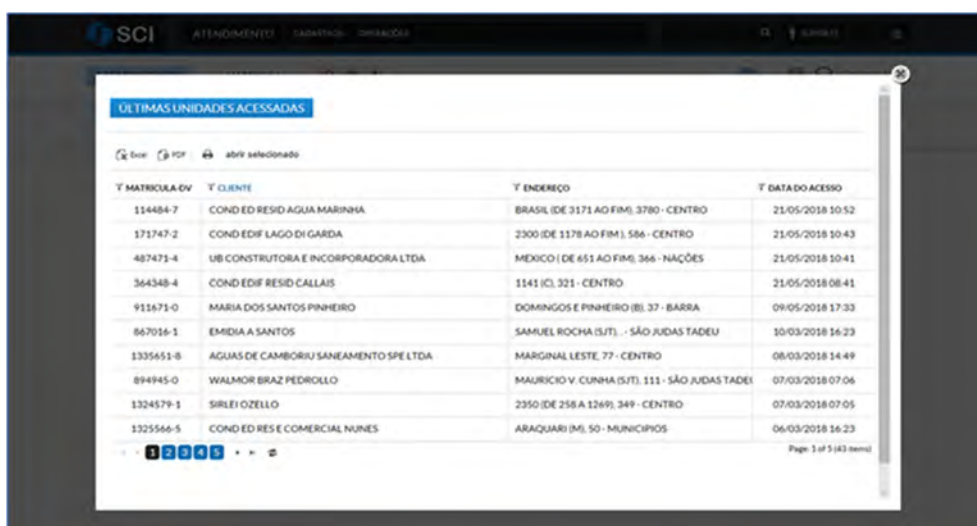 SCI ATENDIMENTO CADASTROS OPERAÇÕES SUPORTE
ÚLTIMAS UNIDADES ACESSADAS
Excel PDF abrir selecionado
MATRICULA-DV CLIENTE ENDEREÇO DATA DO ACESSO
114484-7 COND ED RESID AGUA MARINHA BRASIL (DE 3171 AO FIM), 3780 - CENTRO 21/05/2018 10:52
171747-2 COND EDIF LAGO DI GARDA 2300 (DE 1178 AO FIM ), 586 - CENTRO 21/05/2018 10:43
487471-4 UB CONSTRUTORA E INCORPORADORA LTDA MEXICO ( DE 651 AO FIM), 366 - NAÇÕES 21/05/2018 10:41
364348-4 COND EDIF RESID CALLAIS 1141 (C), 321 - CENTRO 21/05/2018 08:41
911671-0 MARIA DOS SANTOS PINHEIRO DOMINGOS E PINHEIRO (B), 37 - BARRA 09/05/2018 17:33
867016-1 EMIDIA A SANTOS SAMUEL ROCHA (SJT), . - SÃO JUDAS TADEU 10/03/2018 16:23
1335651-8 AGUAS DE CAMBORIU SANEAMENTO SPE LTDA MARGINAL LESTE, 77 - CENTRO 08/03/2018 14:49
894945-0 WALMOR BRAZ PEDROLLO MAURICIO V. CUNHA (SJT), 111 - SÃO JUDAS TADEU 07/03/2018 07:06
1324579-1 SIRLEI OZELLO 2350 (DE 258 A 1269), 349 - CENTRO 07/03/2018 07:05
1325566-5 COND ED RES E COMERCIAL NUNES ARAQUARI (M), 50 - MUNICIPIOS 06/03/2018 16:23
1 2 3 4 5 Page: 1 of 5 (43 items)